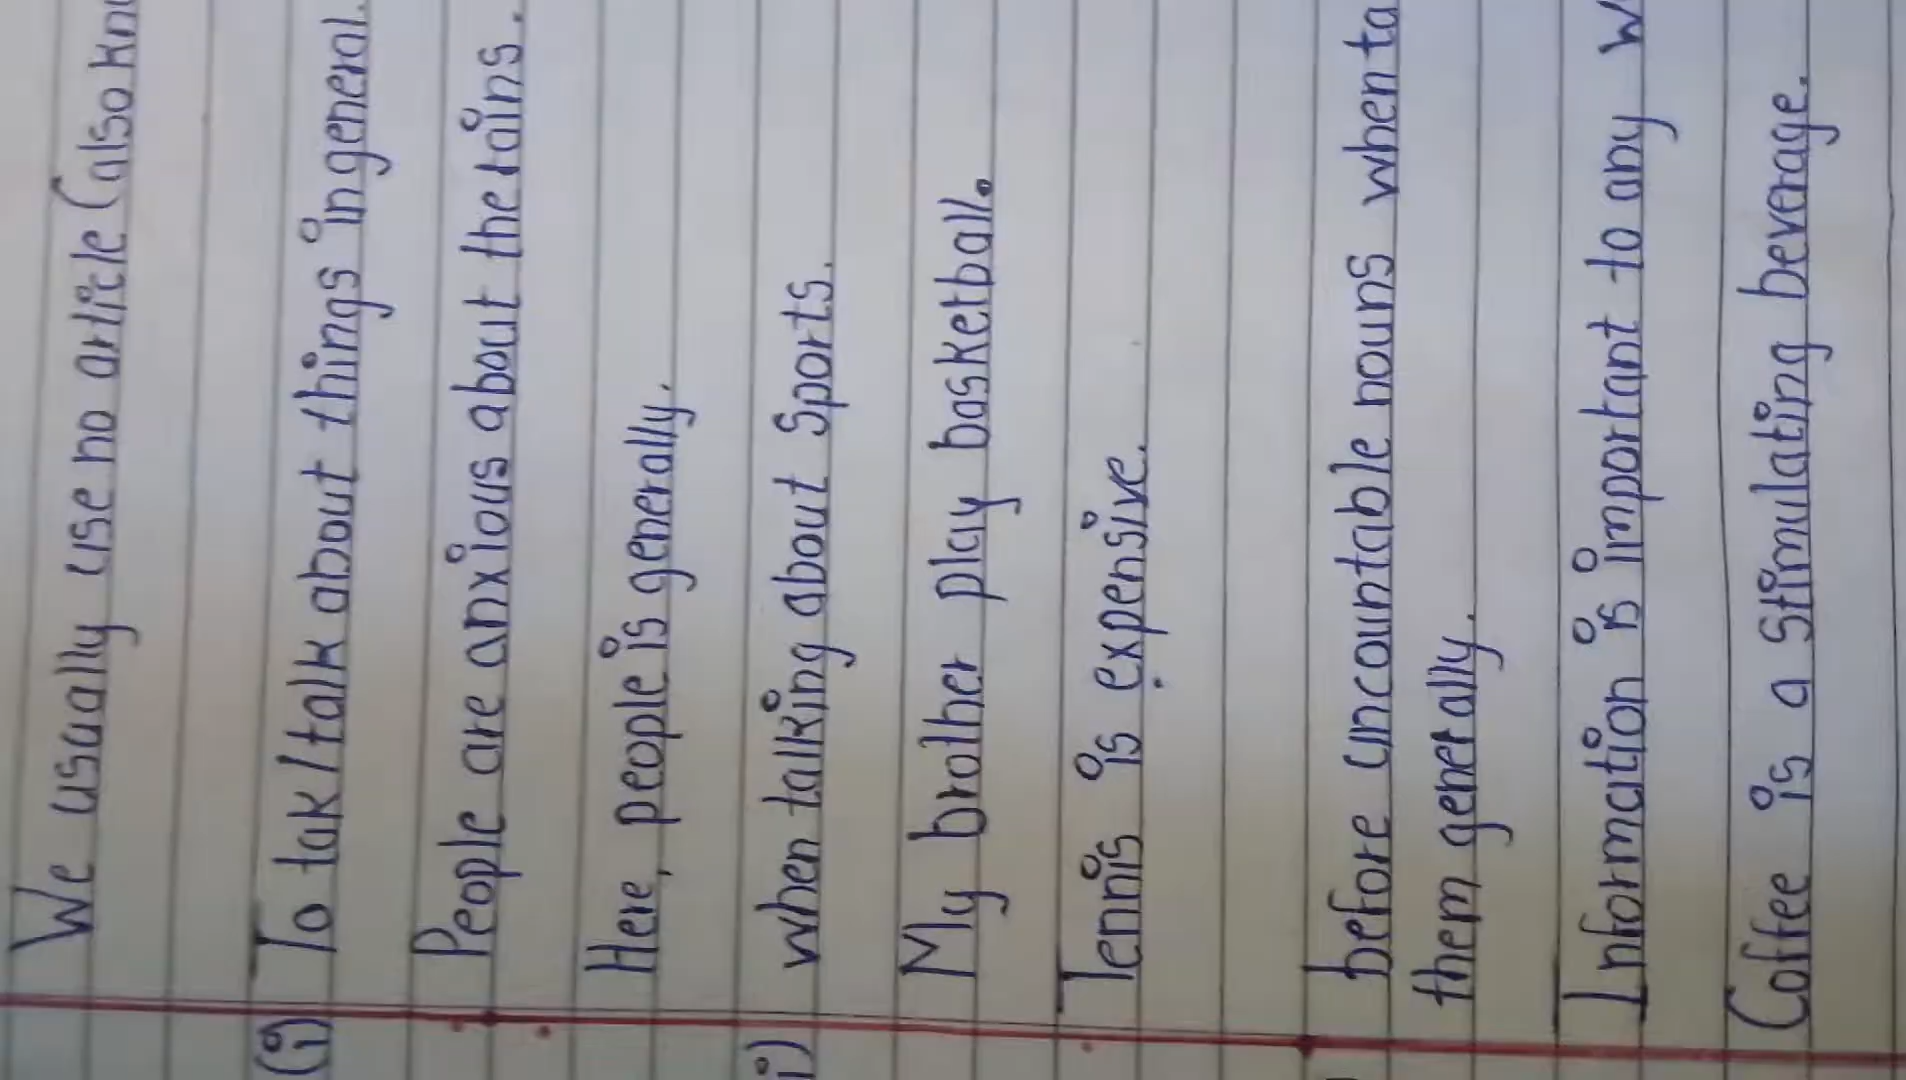 We usually use no article (also
(i) To tak/talk about things in general.
People are anxious about the rains.
Here, people is generally.
i) when talking about sports.
My brother play basketball.
Tennis is expensive.
before uncountable nouns when
them generally.
Information is important to any
Coffee is a stimulating beverage.